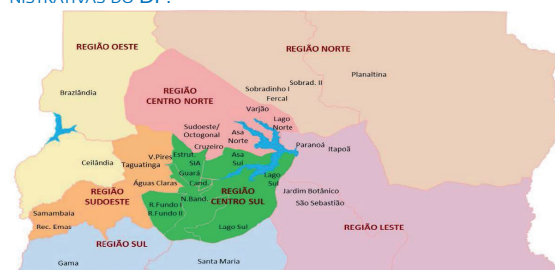 NISTRATIVAS DO DF.
REGIÃO OESTE
REGIÃO NORTE
Planaltina
Sobrad. II
Sobradinho I
Fercal
Brazlândia
REGIÃO
CENTRO NORTE
Varjão
Lago
Norte
Sudoeste/
Octogonal
Cruzeiro
Asa
Norte
Paranoá
Itapoã
Ceilândia
V.Pires
Taguatinga
Estrut.
SIA
Guará
Asa
Sul
Águas Claras
Cand.
Lago
Sul
Jardim Botânico
São Sebastião
REGIÃO
SUDOESTE
N.Band.
REGIÃO
CENTRO SUL
R.Fundo I
R.Fundo II
Samambaia
Rec. Emas
Lago Sul
REGIÃO LESTE
REGIÃO SUL
Gama
Santa Maria